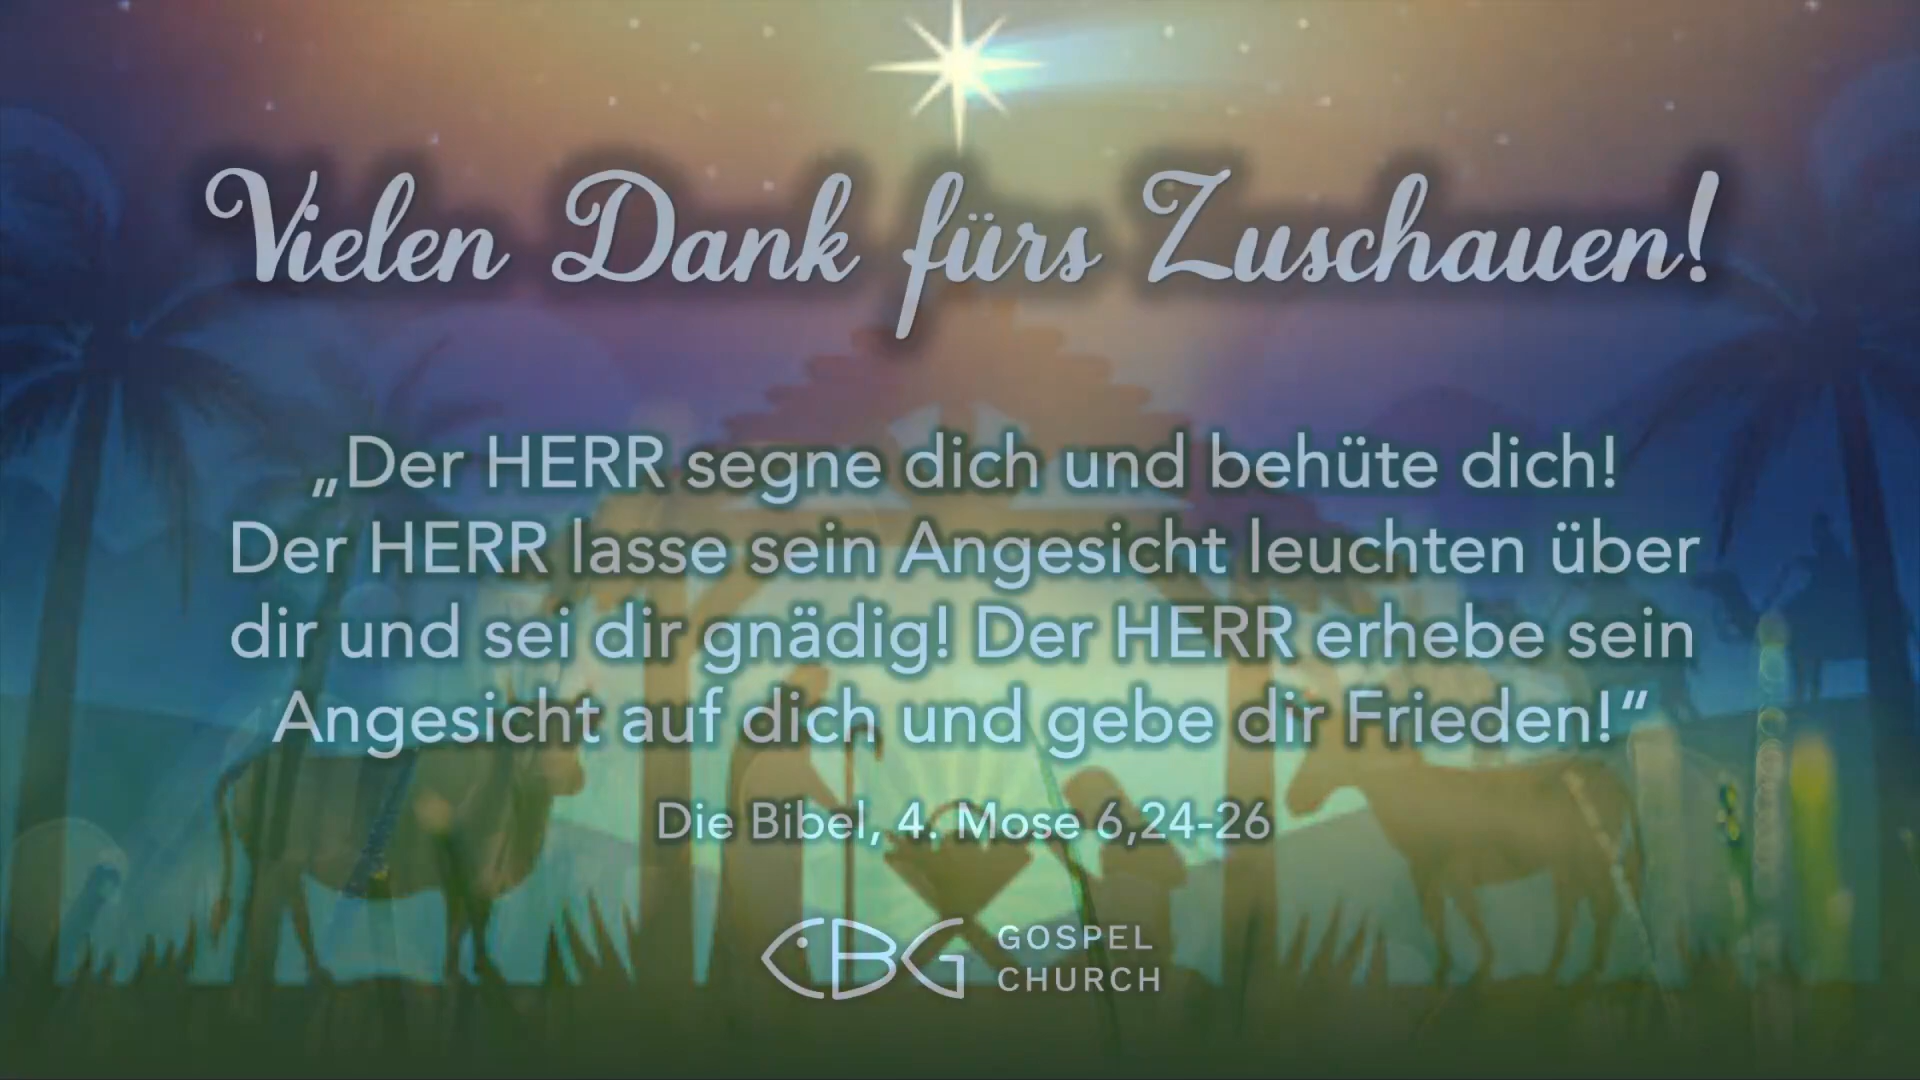 Vielen Dank fürs Zuschauen!
„Der HERR segne dich und behüte dich!
Der HERR lasse sein Angesicht leuchten über
dir und sei dir gnädig! Der HERR erhebe sein
Angesicht auf dich und gebe dir Frieden!“
Die Bibel, 4. Mose 6,24-26
CBG GOSPEL
CHURCH